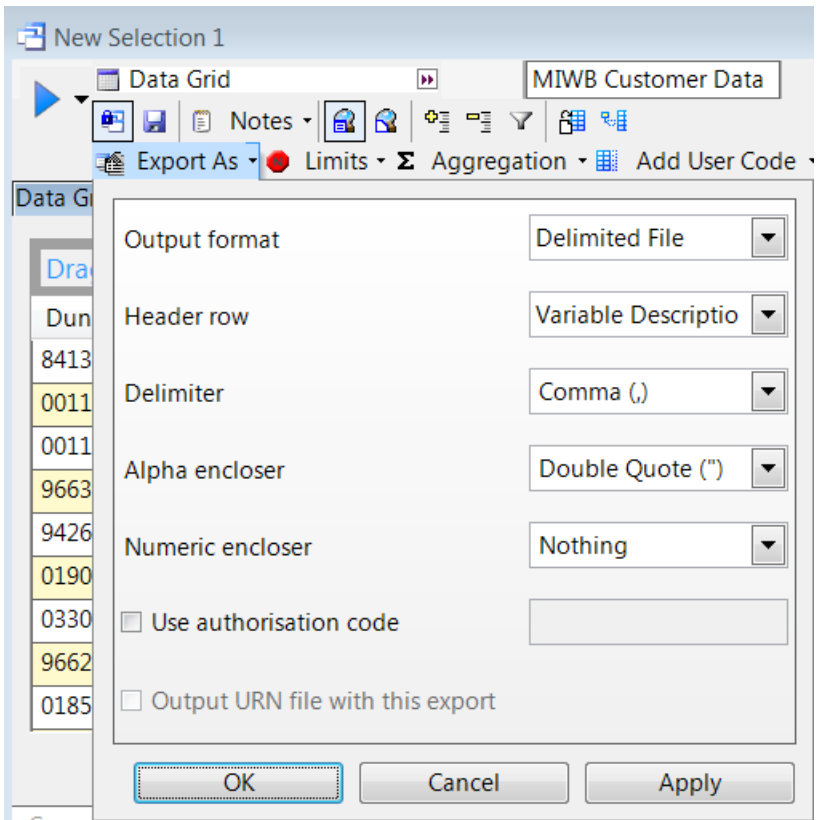 New Selection 1
Data Grid MIWB Customer Data
Notes
Export As Limits Σ Aggregation Add User Code
Data G
Output format Delimited File
Drag
Header row Variable Descriptio
Dun
8413
Delimiter Comma (,)
0011
0011
Alpha encloser Double Quote (")
9663
9426
Numeric encloser Nothing
0190
0330
Use authorisation code
9662
0185
Output URN file with this export
OK Cancel Apply